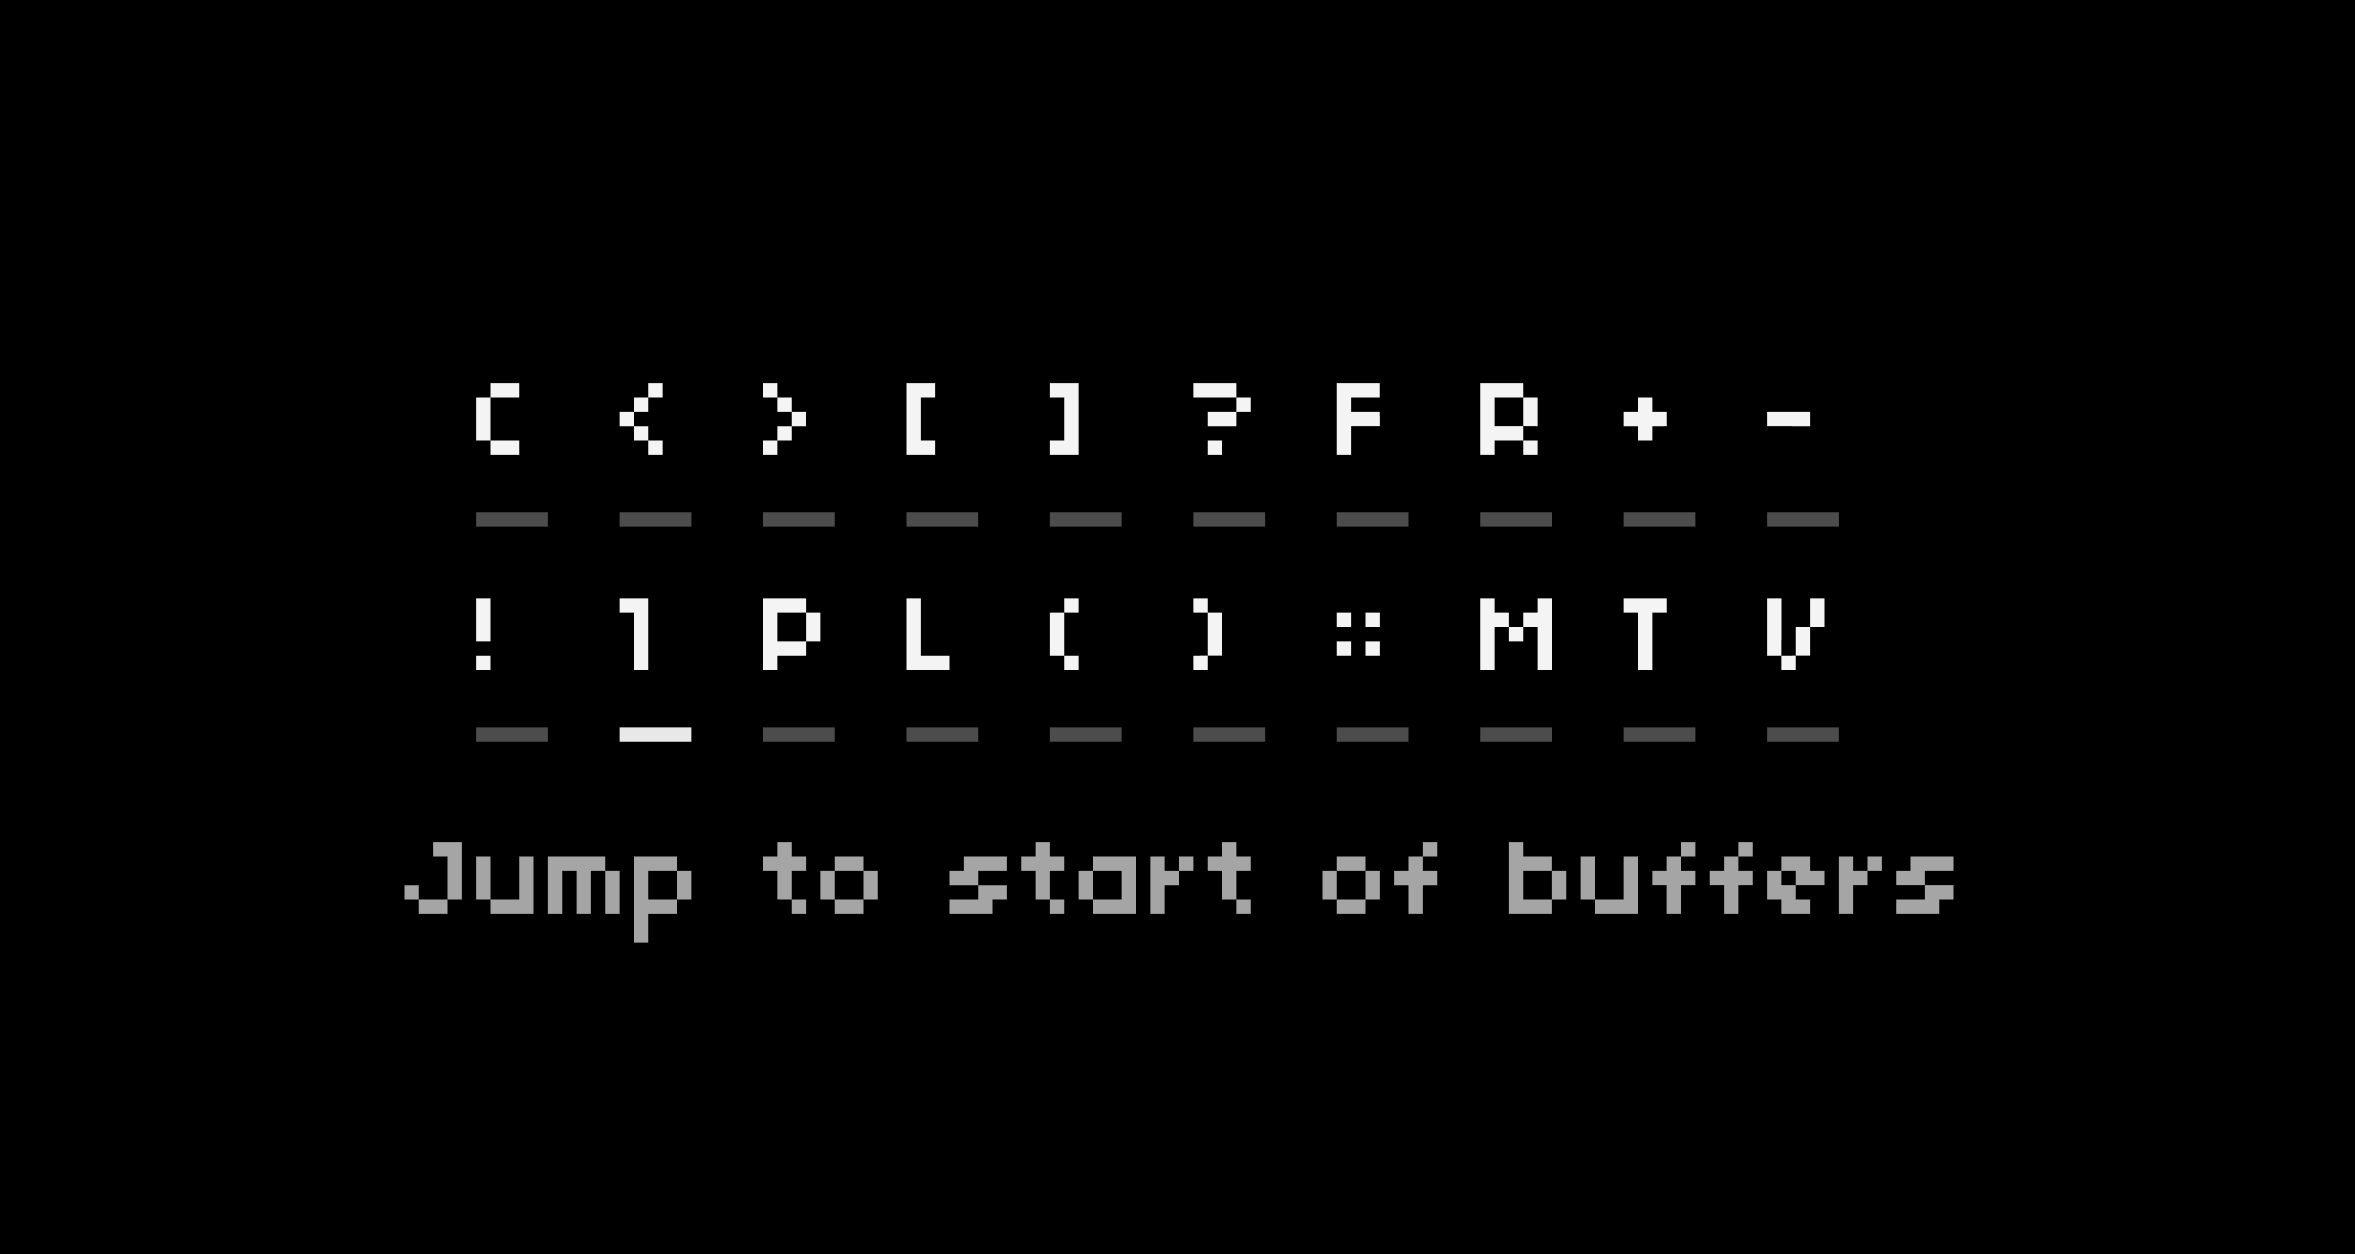 C < > [ ] ? F R + -
! 1 P L ( ) :: M T V
Jump to start of buffers